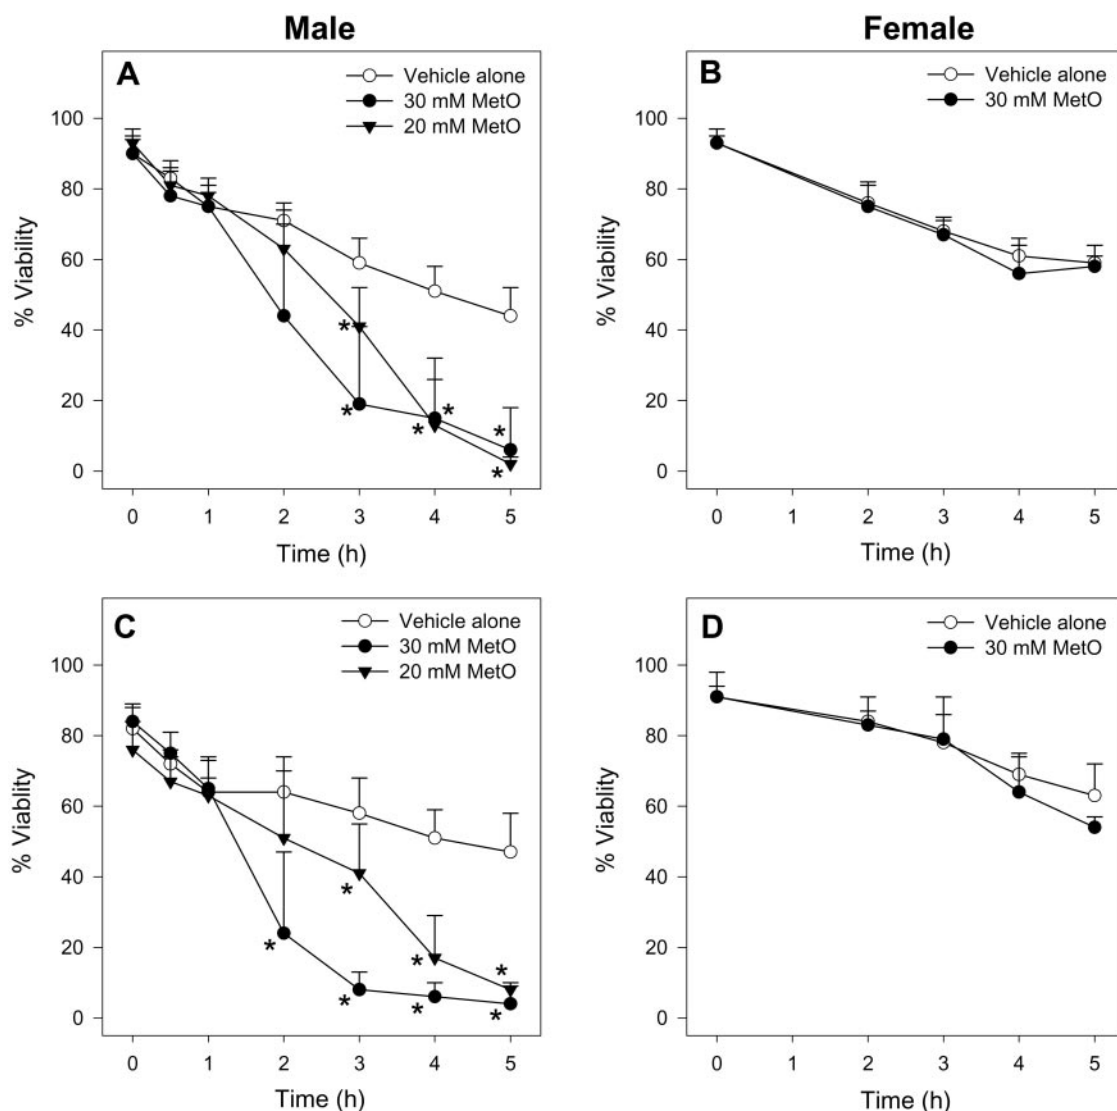 Male
Female
A
Vehicle alone
30 mM MetO
20 mM MetO
% Viability
100
80
60
40
20
0
*
*
*
*
*
*
0 1 2 3 4 5
Time (h)
B
Vehicle alone
30 mM MetO
% Viability
100
80
60
40
20
0
0 1 2 3 4 5
Time (h)
C
Vehicle alone
30 mM MetO
20 mM MetO
% Viablity
100
80
60
40
20
0
*
*
*
*
*
*
*
0 1 2 3 4 5
Time (h)
D
Vehicle alone
30 mM MetO
% Viablity
100
80
60
40
20
0
0 1 2 3 4 5
Time (h)